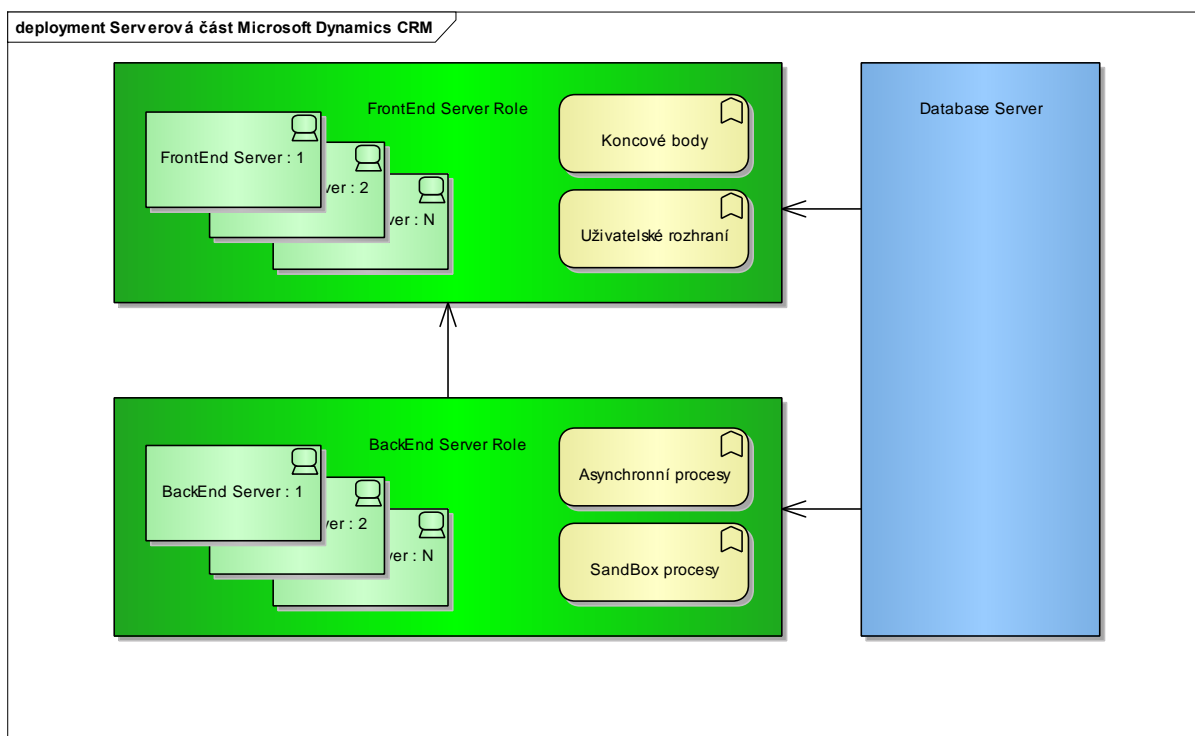 deployment Serverová část Microsoft Dynamics CRM
FrontEnd Server Role
FrontEnd Server : 1
ver : 2
ver : N
Koncové body
Uživatelské rozhraní
Database Server
BackEnd Server Role
BackEnd Server : 1
ver : 2
ver : N
Asynchronní procesy
SandBox procesy